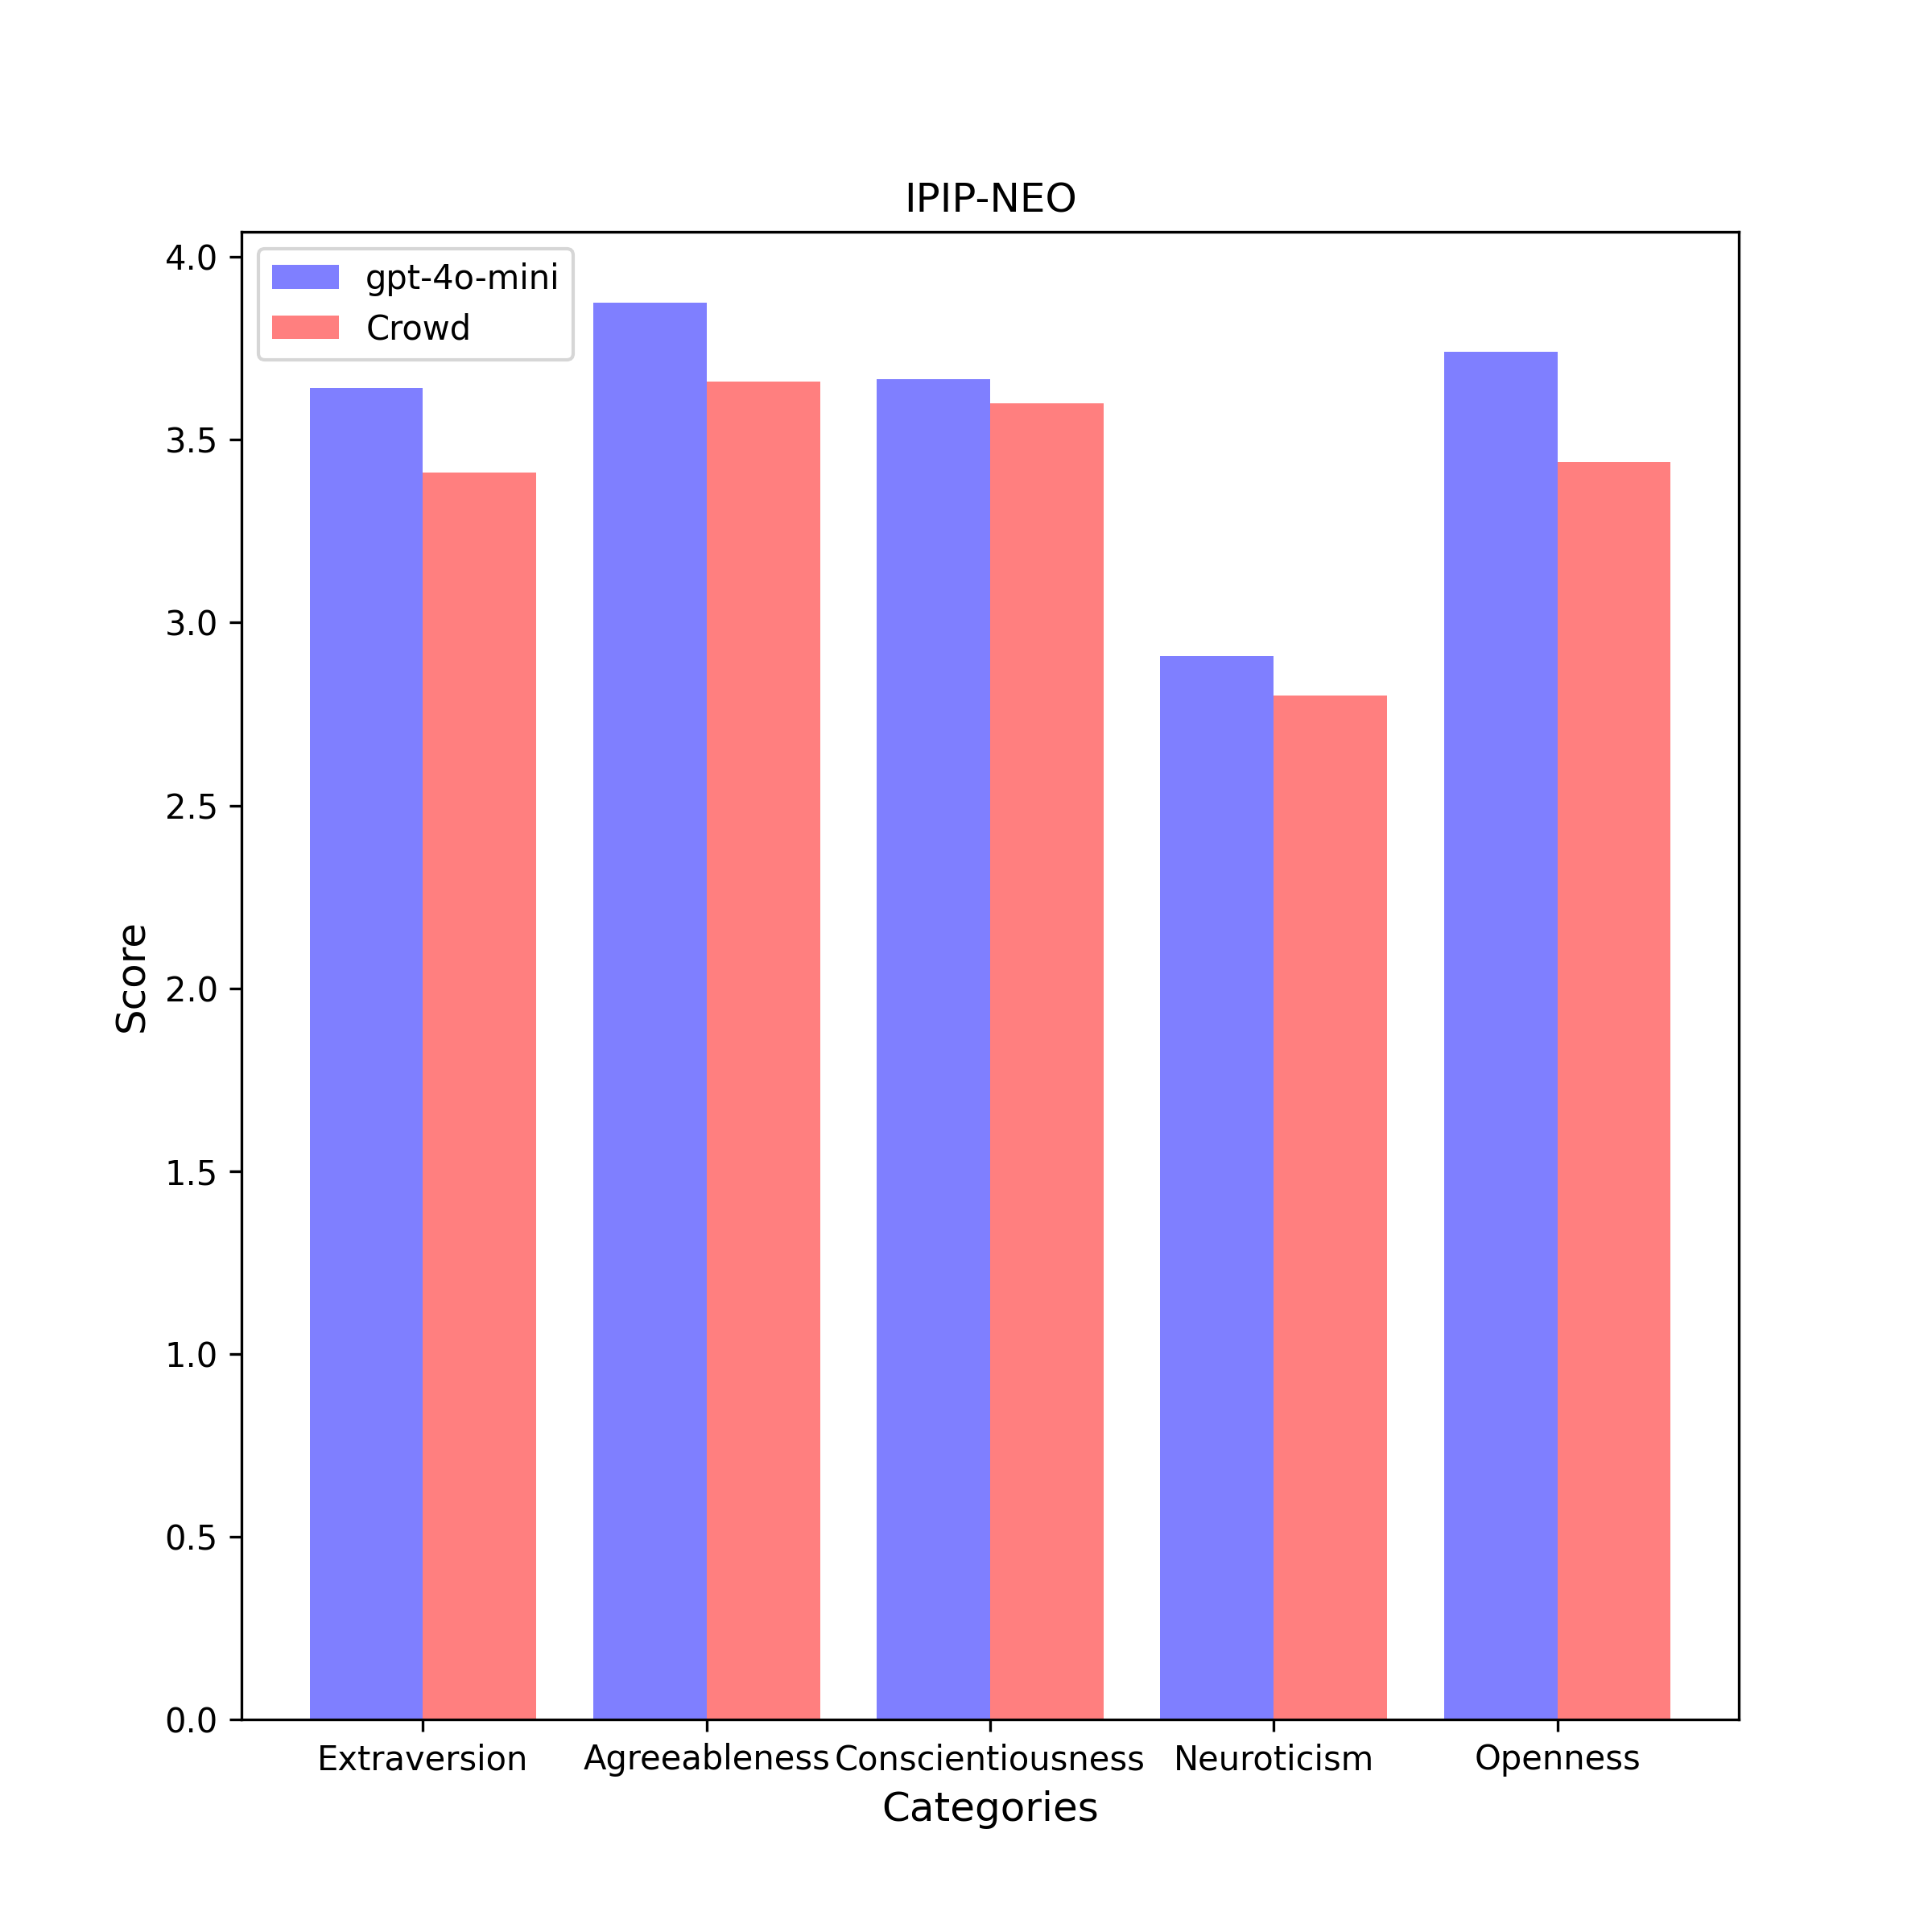 IPIP-NEO
gpt-4o-mini
Crowd
4.0
3.5
3.0
2.5
2.0
1.5
1.0
0.5
0.0
Score
Extraversion Agreeableness Conscientiousness Neuroticism Openness
Categories